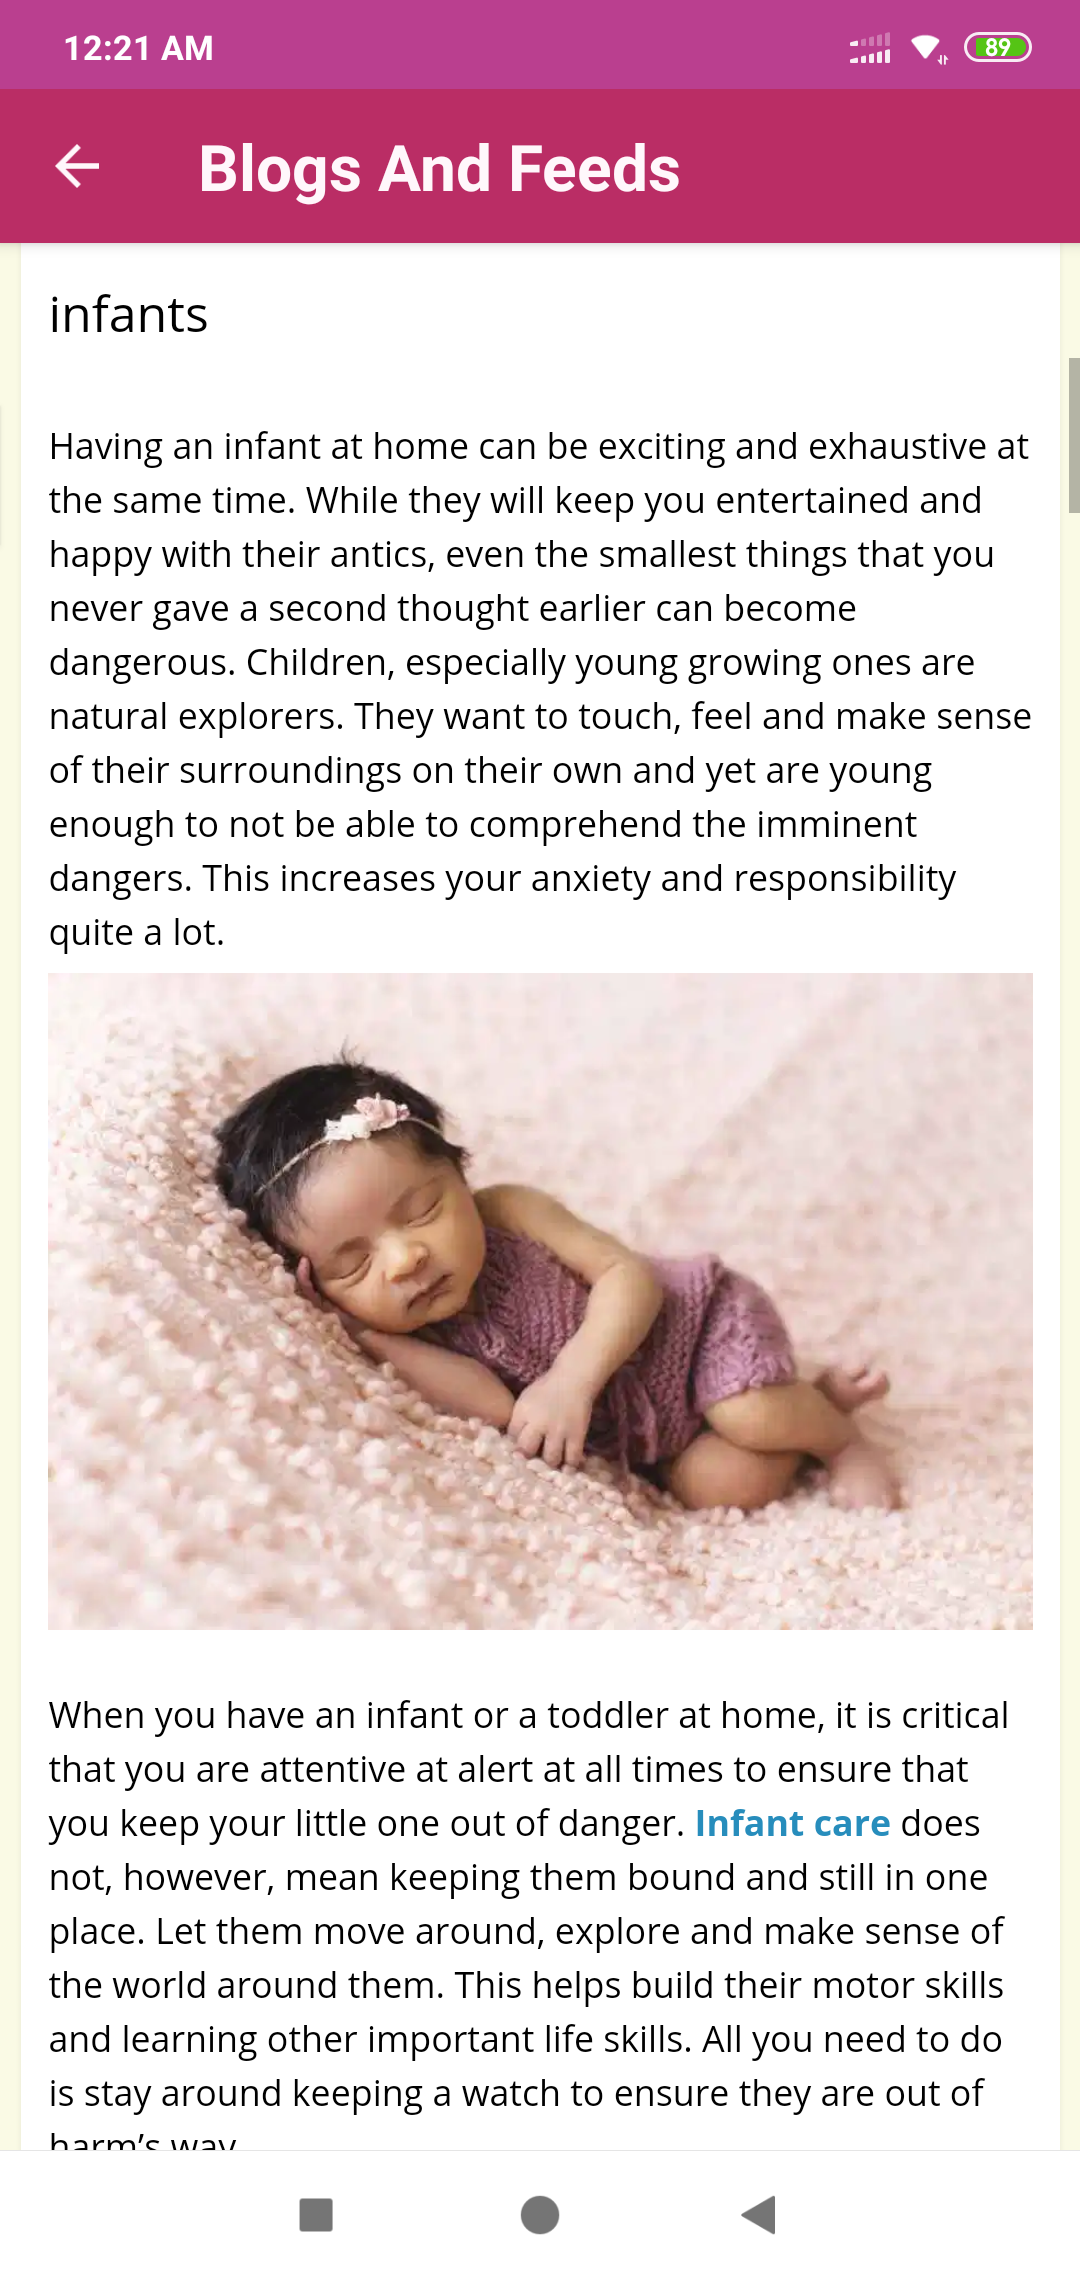 12:21 AM
89
Blogs And Feeds
infants
Having an infant at home can be exciting and exhaustive at
the same time. While they will keep you entertained and
happy with their antics, even the smallest things that you
never gave a second thought earlier can become
dangerous. Children, especially young growing ones are
natural explorers. They want to touch, feel and make sense
of their surroundings on their own and yet are young
enough to not be able to comprehend the imminent
dangers. This increases your anxiety and responsibility
quite a lot.
When you have an infant or a toddler at home, it is critical
that you are attentive at alert at all times to ensure that
you keep your little one out of danger. Infant care does
not, however, mean keeping them bound and still in one
place. Let them move around, explore and make sense of
the world around them. This helps build their motor skills
and learning other important life skills. All you need to do
is stay around keeping a watch to ensure they are out of
harm’s way